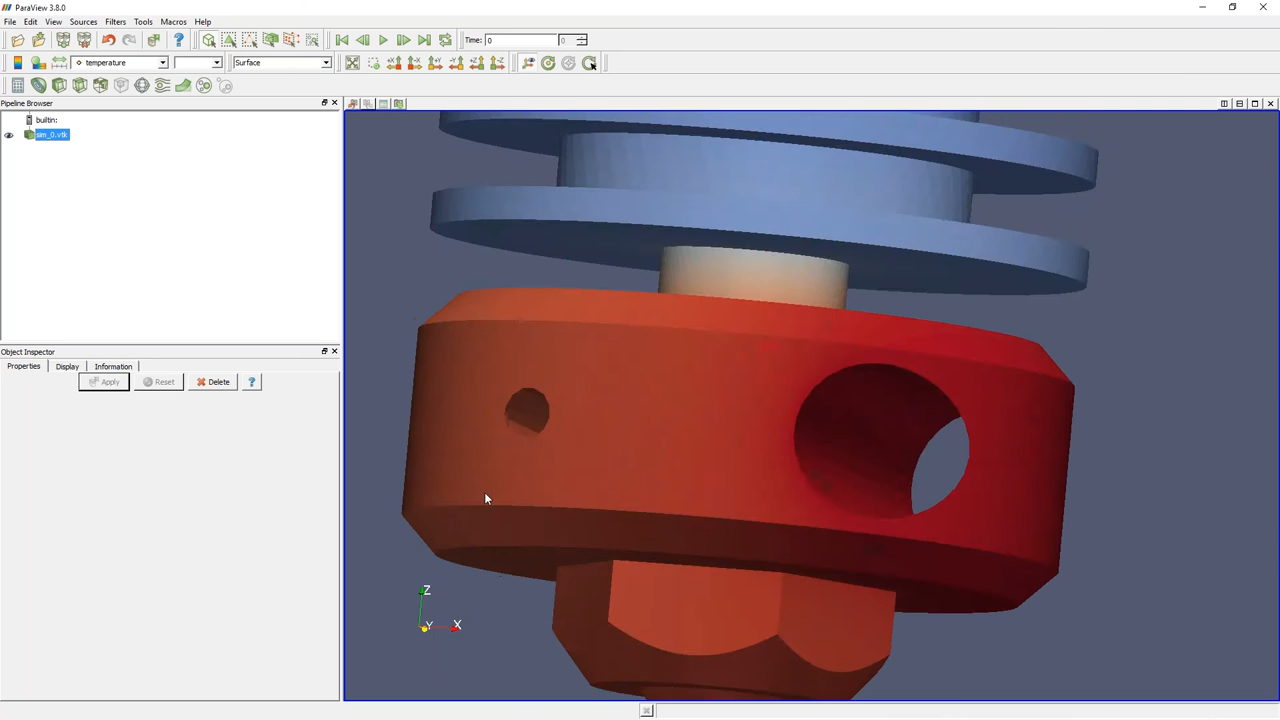 ParaView 3.8.0
File Edit View Sources Filters Tools Macros Help
Time: 0 0
temperature Surface
Pipeline Browser
builtin:
sim_0.vtk
Object Inspector
Properties Display Information
Apply Reset Delete ?
Z
Y X